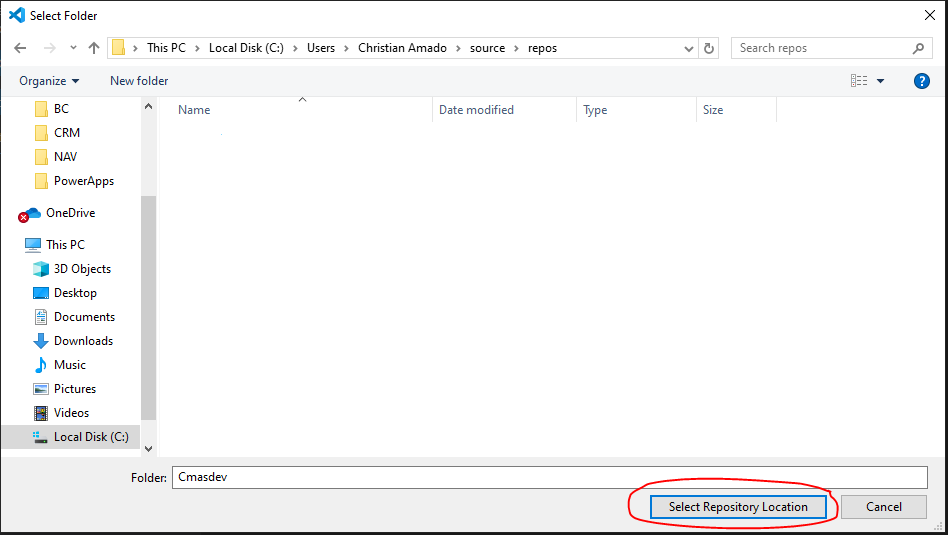 Select Folder
This PC > Local Disk (C:) > Users > Christian Amado > source > repos
Search repos
Organize
New folder
?
Name
Date modified
Type
Size
BC
CRM
NAV
PowerApps
OneDrive
This PC
3D Objects
Desktop
Documents
Downloads
Music
Pictures
Videos
Local Disk (C:)
Folder: Cmasdev
Select Repository Location
Cancel